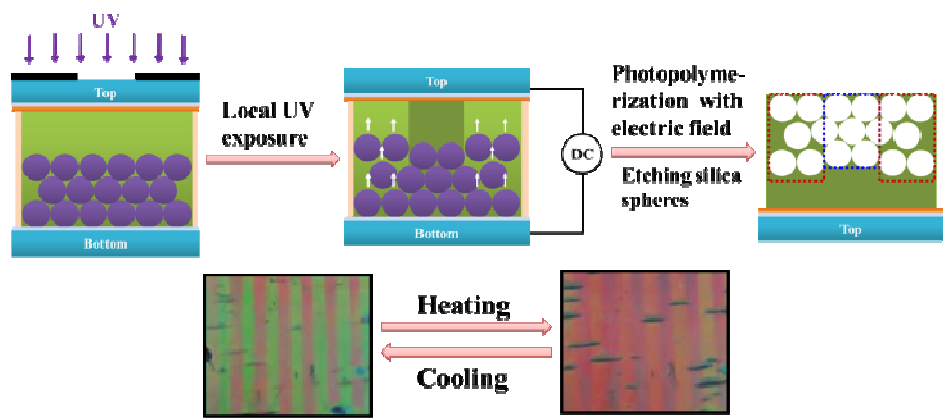 UV
Top
Bottom
Local UV
exposure
Top
Bottom
DC
Photopolyme-
rization with
electric field
Etching silica
spheres
Top
Heating
Cooling